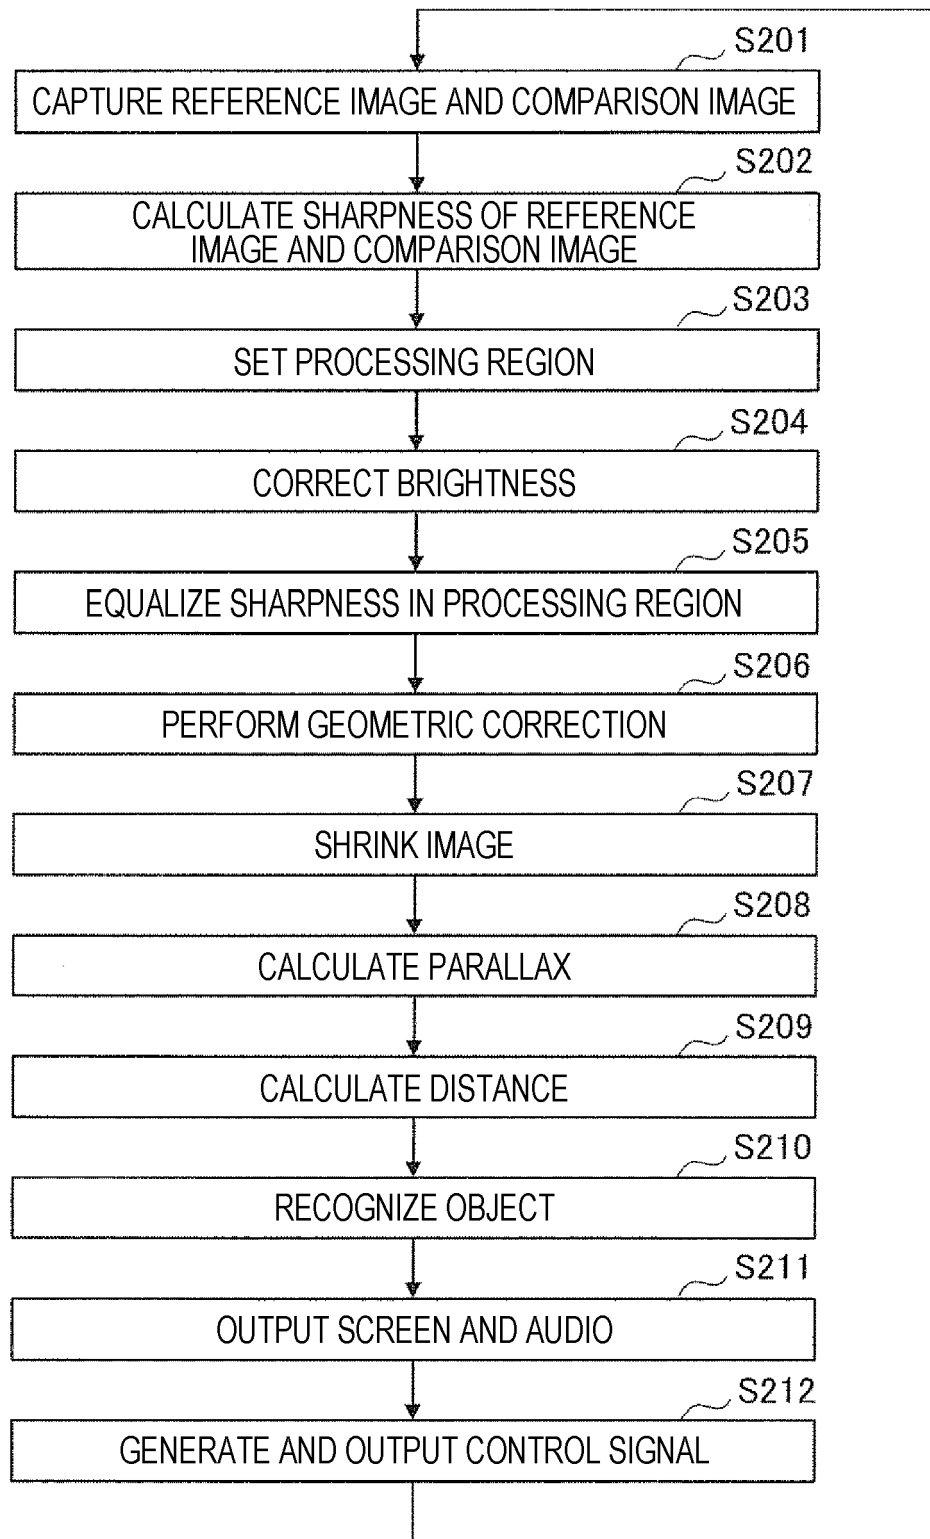 S201
CAPTURE REFERENCE IMAGE AND COMPARISON IMAGE
S202
CALCULATE SHARPNESS OF REFERENCE
IMAGE AND COMPARISON IMAGE
S203
SET PROCESSING REGION
S204
CORRECT BRIGHTNESS
S205
EQUALIZE SHARPNESS IN PROCESSING REGION
S206
PERFORM GEOMETRIC CORRECTION
S207
SHRINK IMAGE
S208
CALCULATE PARALLAX
S209
CALCULATE DISTANCE
S210
RECOGNIZE OBJECT
S211
OUTPUT SCREEN AND AUDIO
S212
GENERATE AND OUTPUT CONTROL SIGNAL